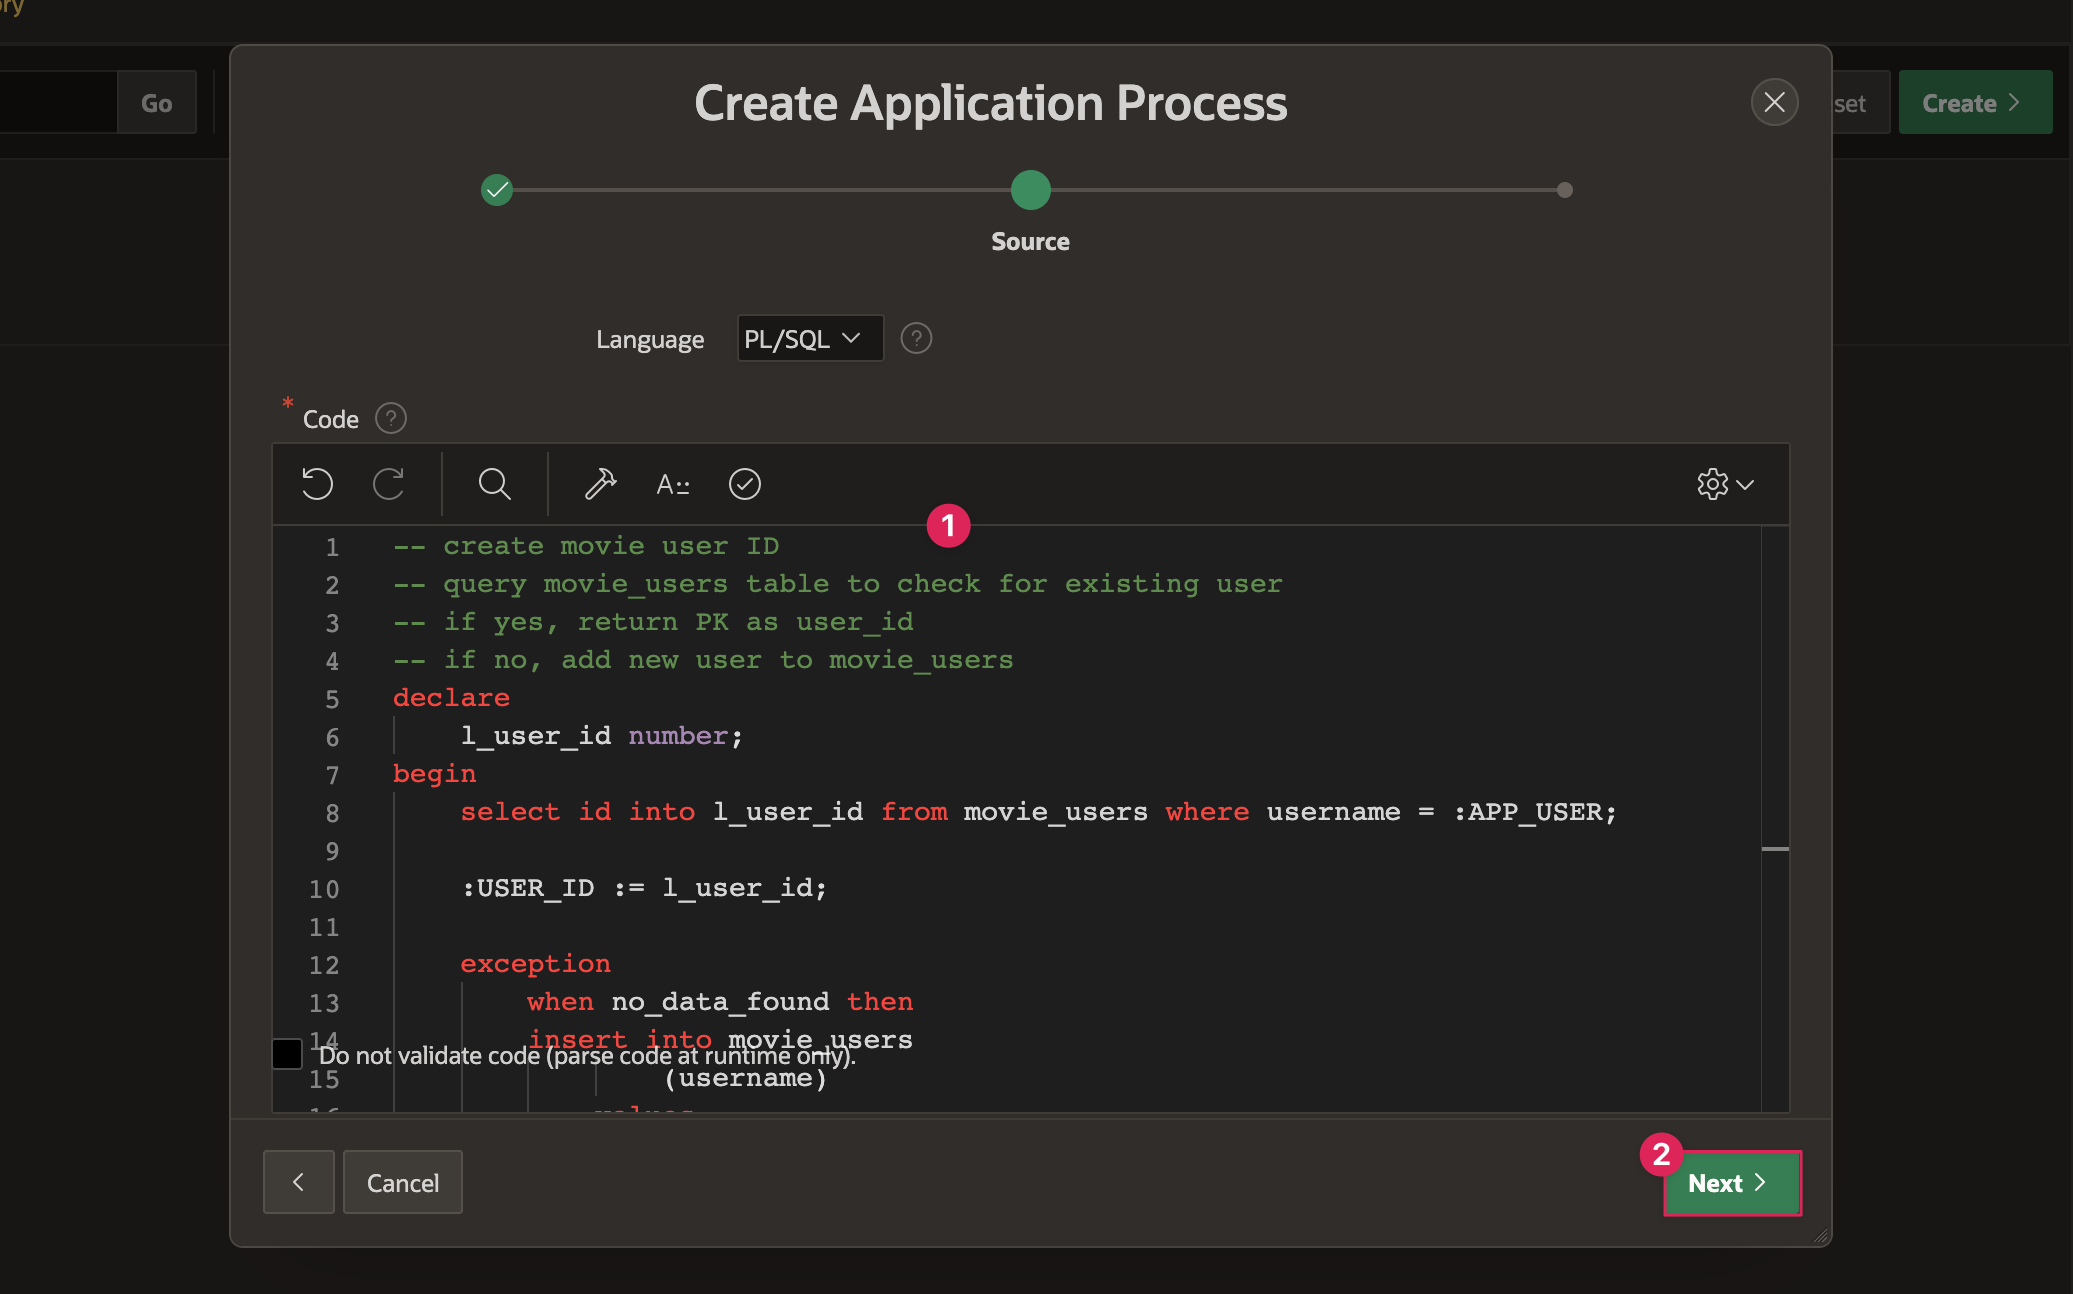 Go
Create Application Process
set
Create
Source
Language PL/SQL ?
* Code ?
A
1
1 -- create movie user ID
2 -- query movie_users table to check for existing user
3 -- if yes, return PK as user_id
4 -- if no, add new user to movie_users
5 declare
6 l_user_id number;
7 begin
8 select id into l_user_id from movie_users where username = :APP_USER;
9
10 :USER_ID := l_user_id;
11
12 exception
13 when no_data_found then
14 insert into movie_users
Do not validate code (parse code at runtime only).
15 (username)
16 values
2
Cancel
Next